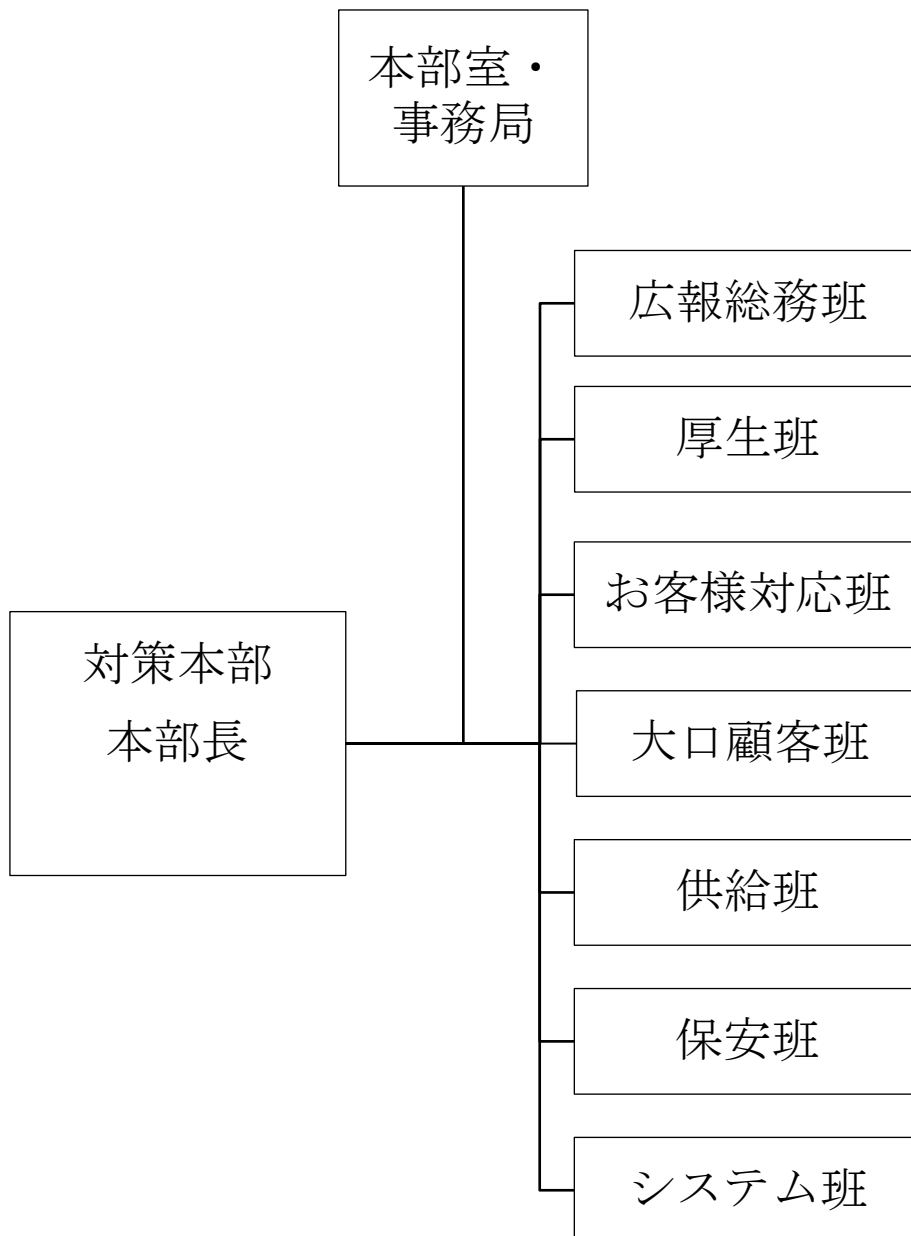 本部室・
事務局
広報総務班
厚生班
お客様対応班
対策本部
本部長
大口顧客班
供給班
保安班
システム班